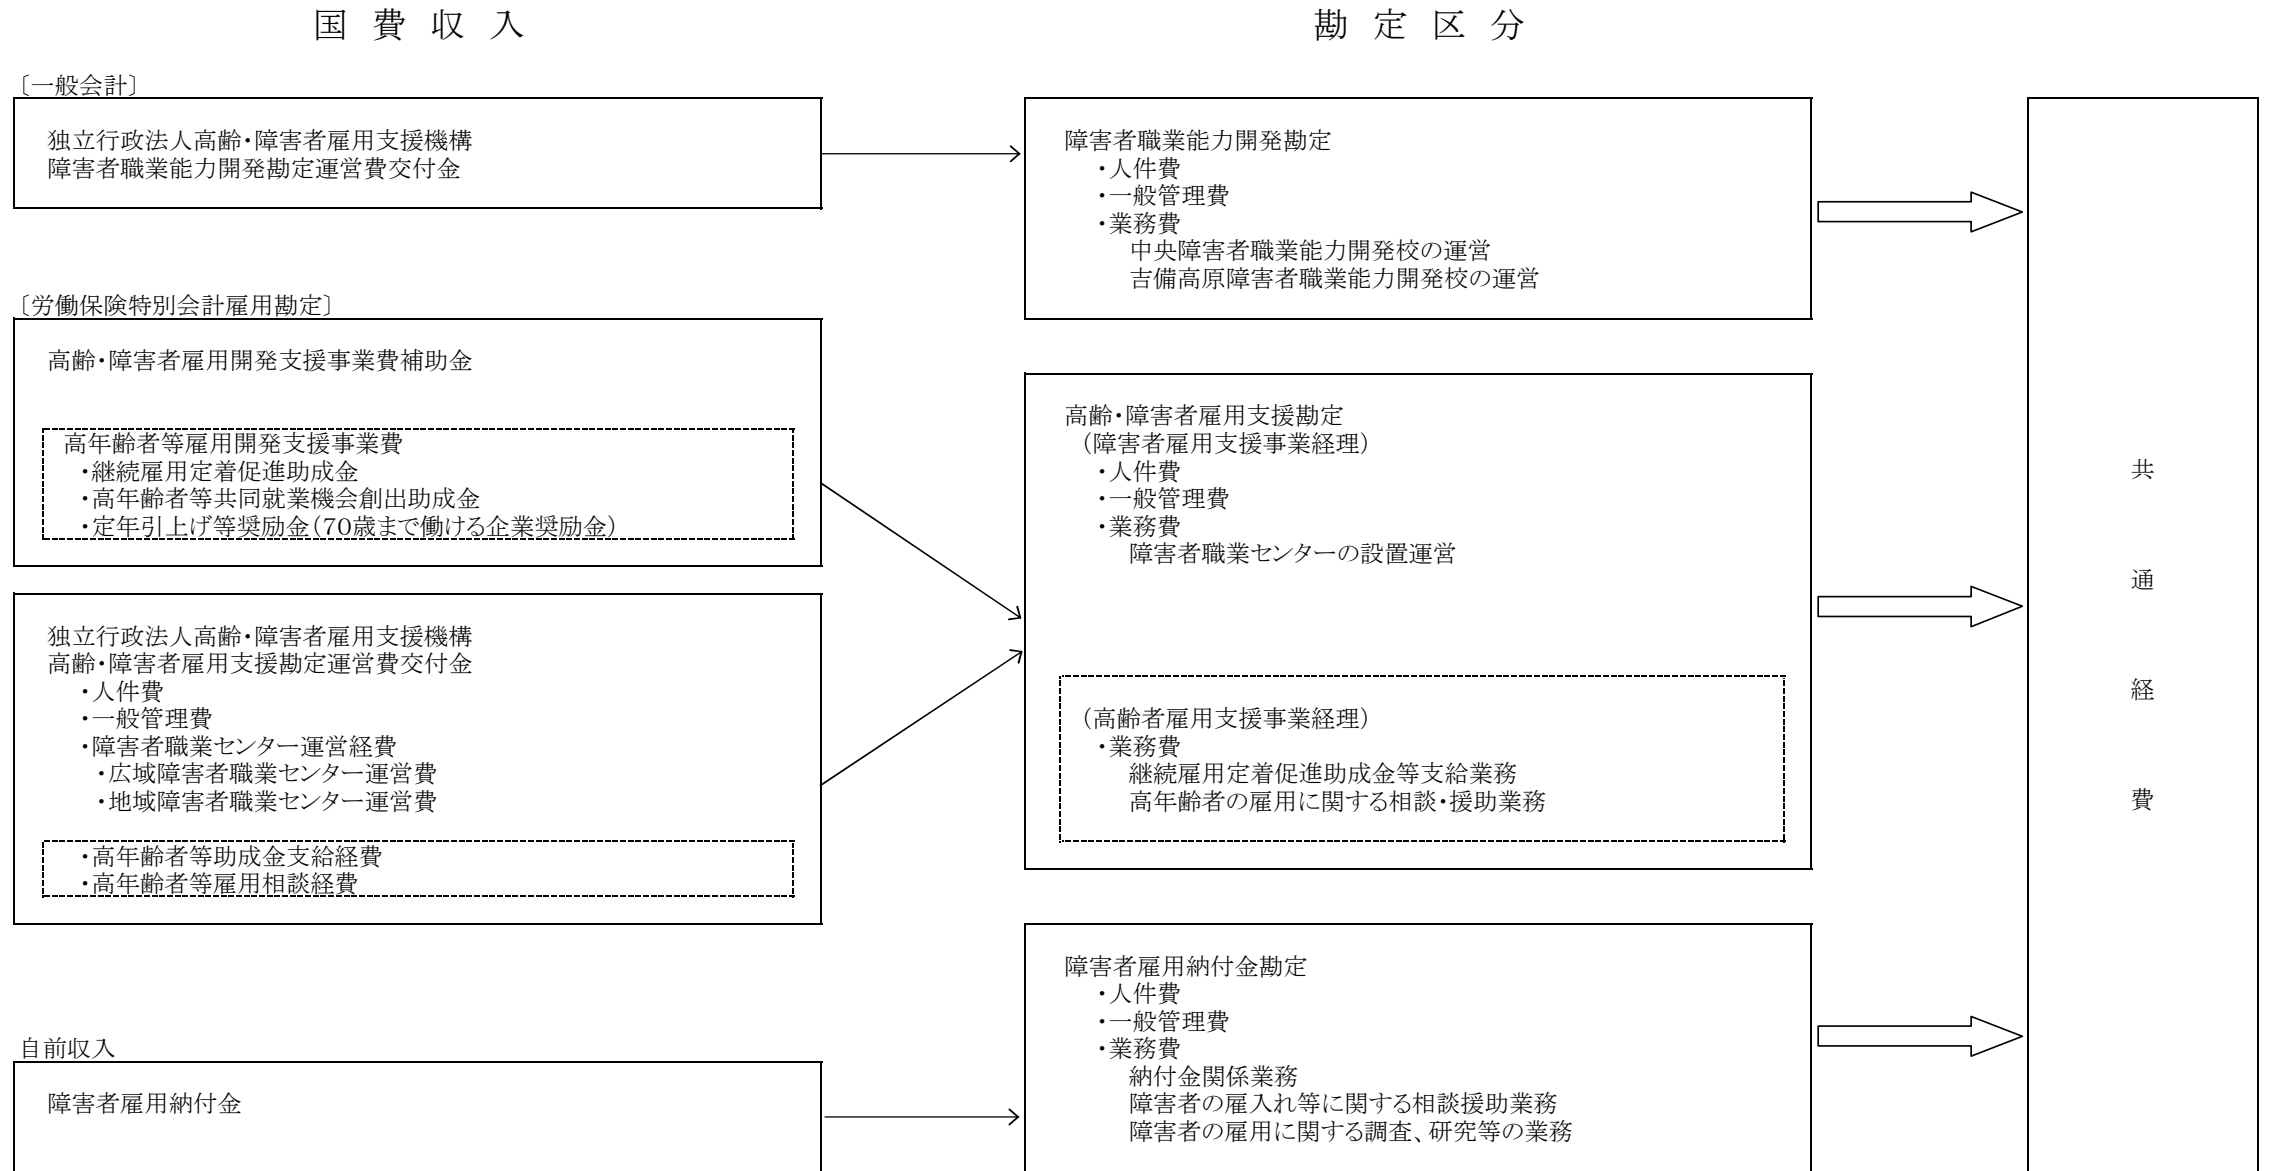 国費収入
勘定区分
〔一般会計〕
独立行政法人高齢・障害者雇用支援機構
障害者職業能力開発勘定運営費交付金
〔労働保険特別会計雇用勘定〕
高齢・障害者雇用開発支援事業費補助金
高年齢者等雇用開発支援事業費
・継続雇用定着促進助成金
・高年齢者等共同就業機会創出助成金
・定年引上げ等奨励金（70歳まで働ける企業奨励金）
独立行政法人高齢・障害者雇用支援機構
高齢・障害者雇用支援勘定運営費交付金
・人件費
・一般管理費
・障害者職業センター運営経費
・広域障害者職業センター運営費
・地域障害者職業センター運営費
・高年齢者等助成金支給経費
・高年齢者等雇用相談経費
自前収入
障害者雇用納付金
障害者職業能力開発勘定
・人件費
・一般管理費
・業務費
中央障害者職業能力開発校の運営
吉備高原障害者職業能力開発校の運営
高齢・障害者雇用支援勘定
（障害者雇用支援事業経理）
・人件費
・一般管理費
・業務費
障害者職業センターの設置運営
（高齢者雇用支援事業経理）
・業務費
継続雇用定着促進助成金等支給業務
高年齢者の雇用に関する相談・援助業務
障害者雇用納付金勘定
・人件費
・一般管理費
・業務費
納付金関係業務
障害者の雇入れ等に関する相談援助業務
障害者の雇用に関する調査、研究等の業務
共通経費